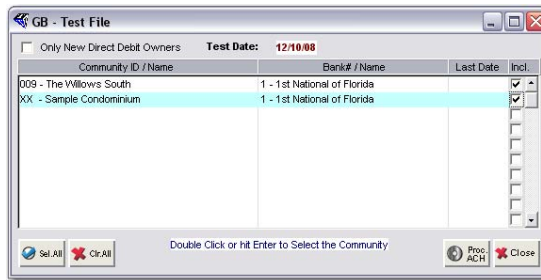 GB - Test File
Only New Direct Debit Owners Test Date: 12/10/08
Community ID / Name Bank# / Name Last Date Incl.
009 - The Willows South 1 - 1st National of Florida
XX - Sample Condominium 1 - 1st National of Florida
Sel.All Clr.All Double Click or hit Enter to Select the Community Proc. ACH Close